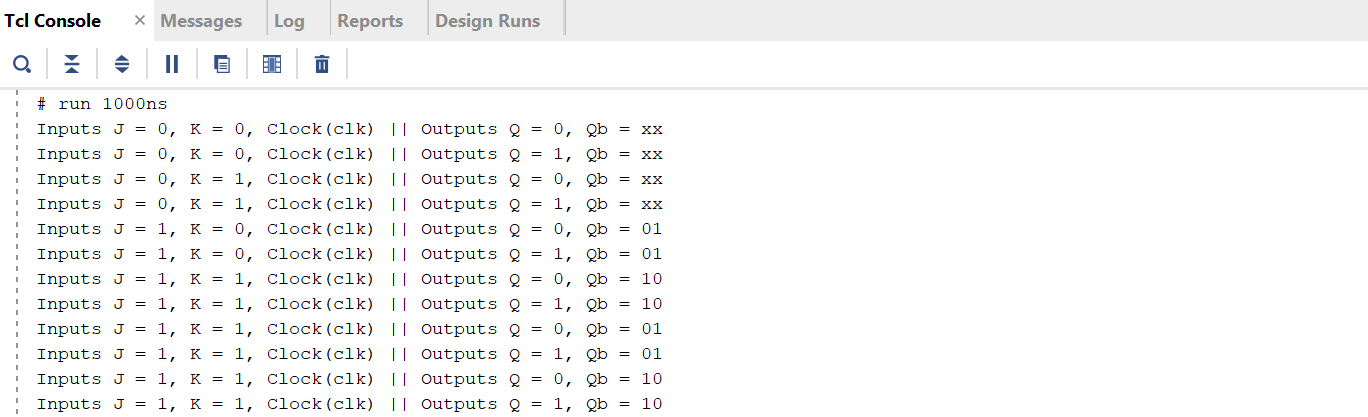 Tcl Console × Messages Log Reports Design Runs
# run 1000ns
Inputs J = 0, K = 0, Clock(clk) || Outputs Q = 0, Qb = xx
Inputs J = 0, K = 0, Clock(clk) || Outputs Q = 1, Qb = xx
Inputs J = 0, K = 1, Clock(clk) || Outputs Q = 0, Qb = xx
Inputs J = 0, K = 1, Clock(clk) || Outputs Q = 1, Qb = xx
Inputs J = 1, K = 0, Clock(clk) || Outputs Q = 0, Qb = 01
Inputs J = 1, K = 0, Clock(clk) || Outputs Q = 1, Qb = 01
Inputs J = 1, K = 1, Clock(clk) || Outputs Q = 0, Qb = 10
Inputs J = 1, K = 1, Clock(clk) || Outputs Q = 1, Qb = 10
Inputs J = 1, K = 1, Clock(clk) || Outputs Q = 0, Qb = 01
Inputs J = 1, K = 1, Clock(clk) || Outputs Q = 1, Qb = 01
Inputs J = 1, K = 1, Clock(clk) || Outputs Q = 0, Qb = 10
Inputs J = 1, K = 1, Clock(clk) || Outputs Q = 1, Qb = 10